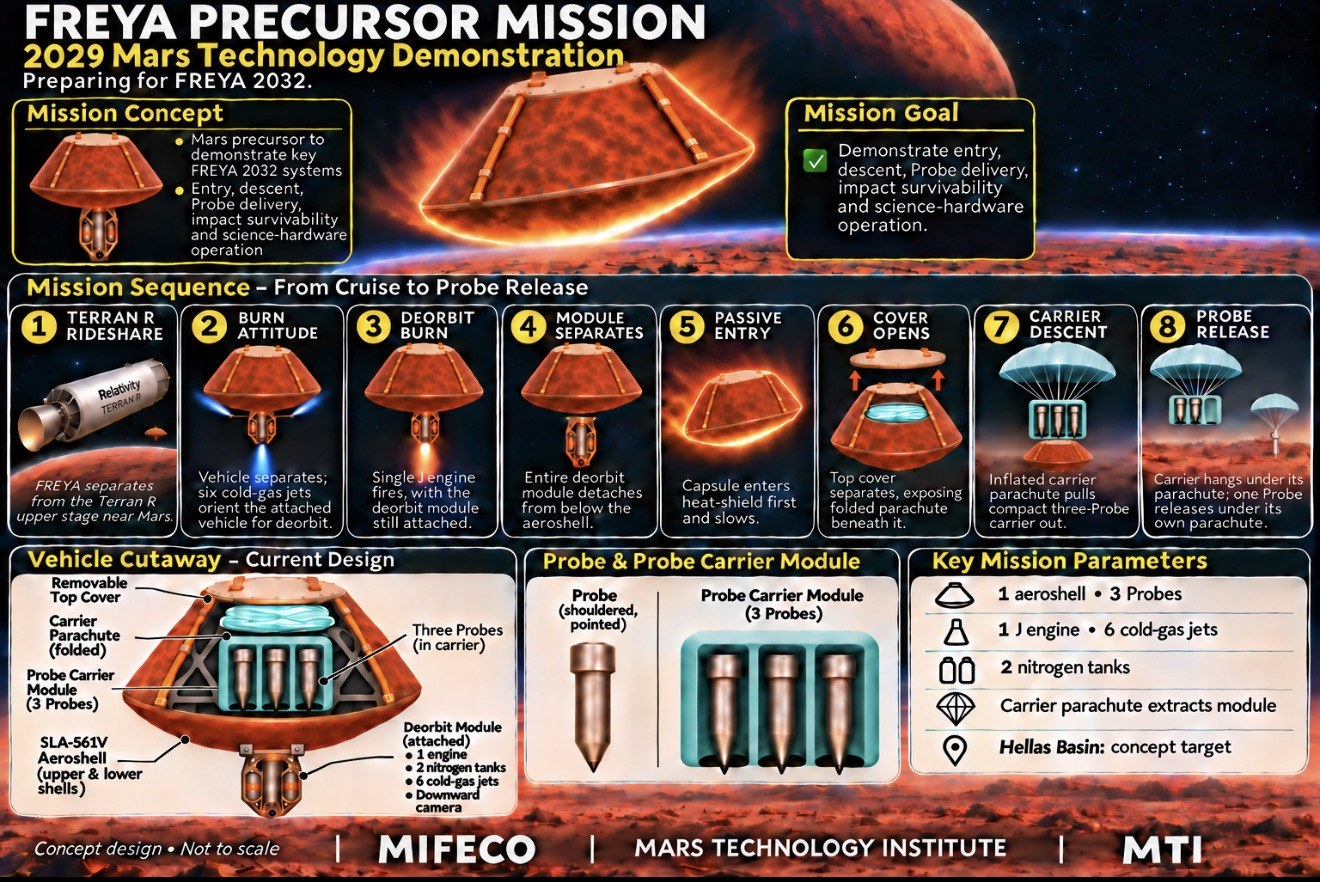 FREYA PRECURSOR MISSION
2029 Mars Technology Demonstration
Preparing for FREYA 2032.
Mission Concept
• Mars precursor to
demonstrate key
FREYA 2032 systems
• Entry, descent,
Probe delivery,
impact survivability
and science-hardware
operation
Mission Goal
✓ Demonstrate entry,
descent, Probe delivery,
impact survivability
and science-hardware
operation.
Mission Sequence – From Cruise to Probe Release
1 TERRAN R
RIDESHARE
Relativity
TERRAN R
FREYA separates
from the Terran R
upper stage near Mars.
2 BURN
ATTITUDE
Vehicle separates;
six cold-gas jets
orient the attached
vehicle for deorbit.
3 DEORBIT
BURN
Single J engine
fires, with the
deorbit module
still attached.
4 MODULE
SEPARATES
Entire deorbit
module detaches
from below the
aeroshell.
5 PASSIVE
ENTRY
Capsule enters
heat-shield first
and slows.
6 COVER
OPENS
Top cover
separates, exposing
folded parachute
beneath it.
7 CARRIER
DESCENT
Inflated carrier
parachute pulls
compact three-Probe
carrier out.
8 PROBE
RELEASE
Carrier hangs under its
parachute; one Probe
releases under its
own parachute.
Vehicle Cutaway – Current Design
Removable
Top Cover
Carrier
Parachute
(folded)
Probe Carrier
Module
(3 Probes)
SLA-561V
Aeroshell
(upper & lower
shells)
Three Probes
(in carrier)
Deorbit Module
(attached)
• 1 engine
• 2 nitrogen tanks
• 6 cold-gas jets
• Downward
camera
Probe & Probe Carrier Module
Probe
(shouldered,
pointed)
Probe Carrier Module
(3 Probes)
Key Mission Parameters
1 aeroshell • 3 Probes
1 J engine • 6 cold-gas jets
2 nitrogen tanks
Carrier parachute extracts module
Hellas Basin: concept target
Concept design • Not to scale | MIFECO | MARS TECHNOLOGY INSTITUTE | MTI